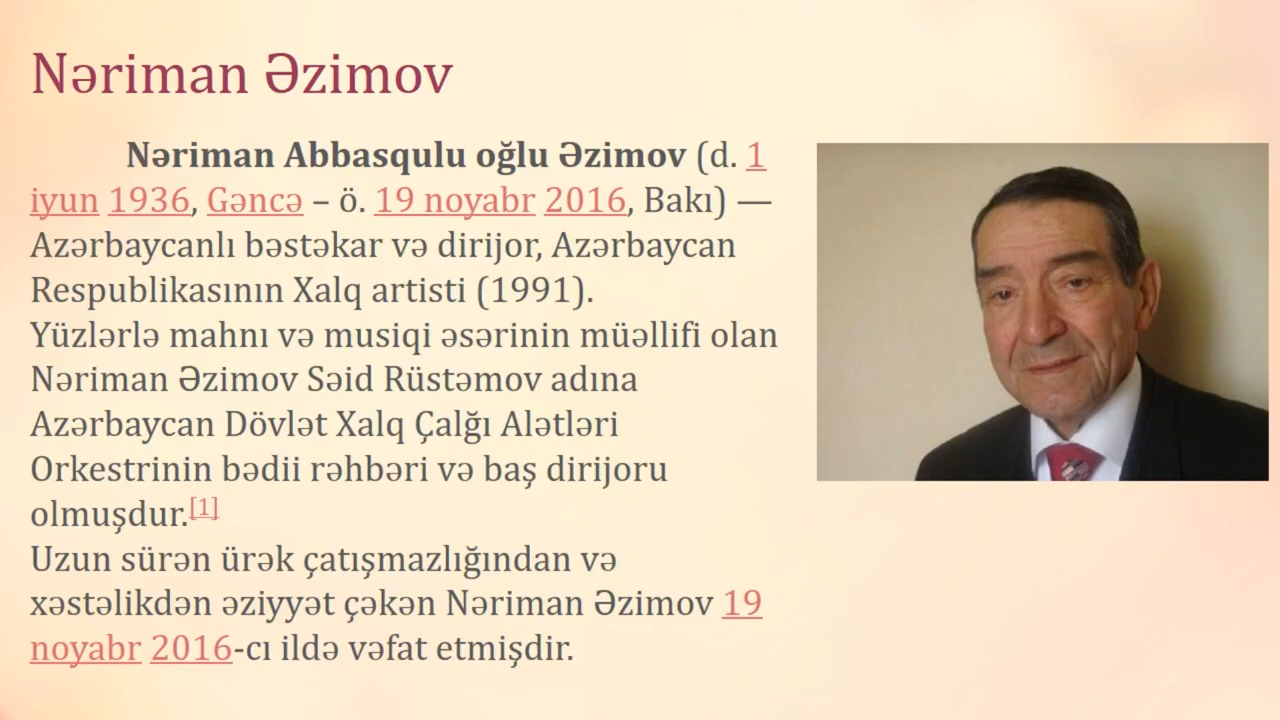 Nəriman Əzimov
Nəriman Abbasqulu oğlu Əzimov (d. 1
iyun 1936, Gəncə – ö. 19 noyabr 2016, Bakı) —
Azərbaycanlı bəstəkar və dirijor, Azərbaycan
Respublikasının Xalq artisti (1991).
Yüzlərlə mahnı və musiqi əsərinin müəllifi olan
Nəriman Əzimov Səid Rüstəmov adına
Azərbaycan Dövlət Xalq Çalğı Alətləri
Orkestrinin bədii rəhbəri və baş dirijoru
olmuşdur.[1]
Uzun sürən ürək çatışmazlığından və
xəstəlikdən əziyyət çəkən Nəriman Əzimov 19
noyabr 2016-cı ildə vəfat etmişdir.